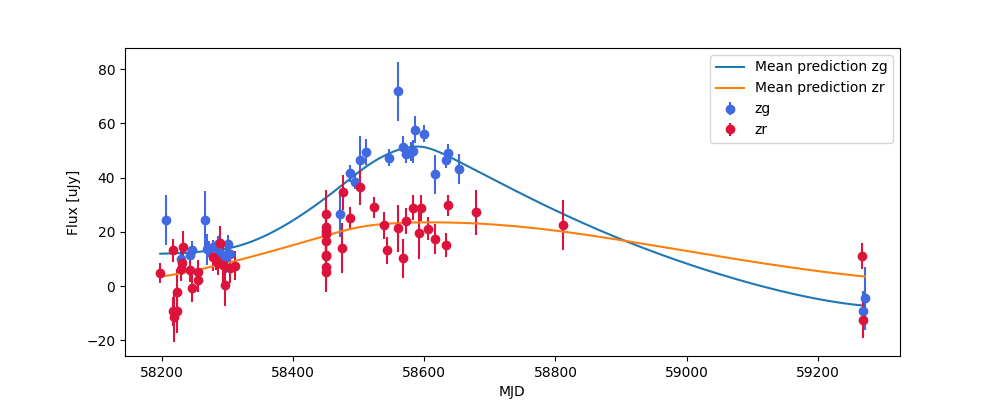 Mean prediction zg
Mean prediction zr
zg
zr
Flux [uJy]
80
60
40
20
0
−20
58200
58400
58600
58800
59000
59200
MJD